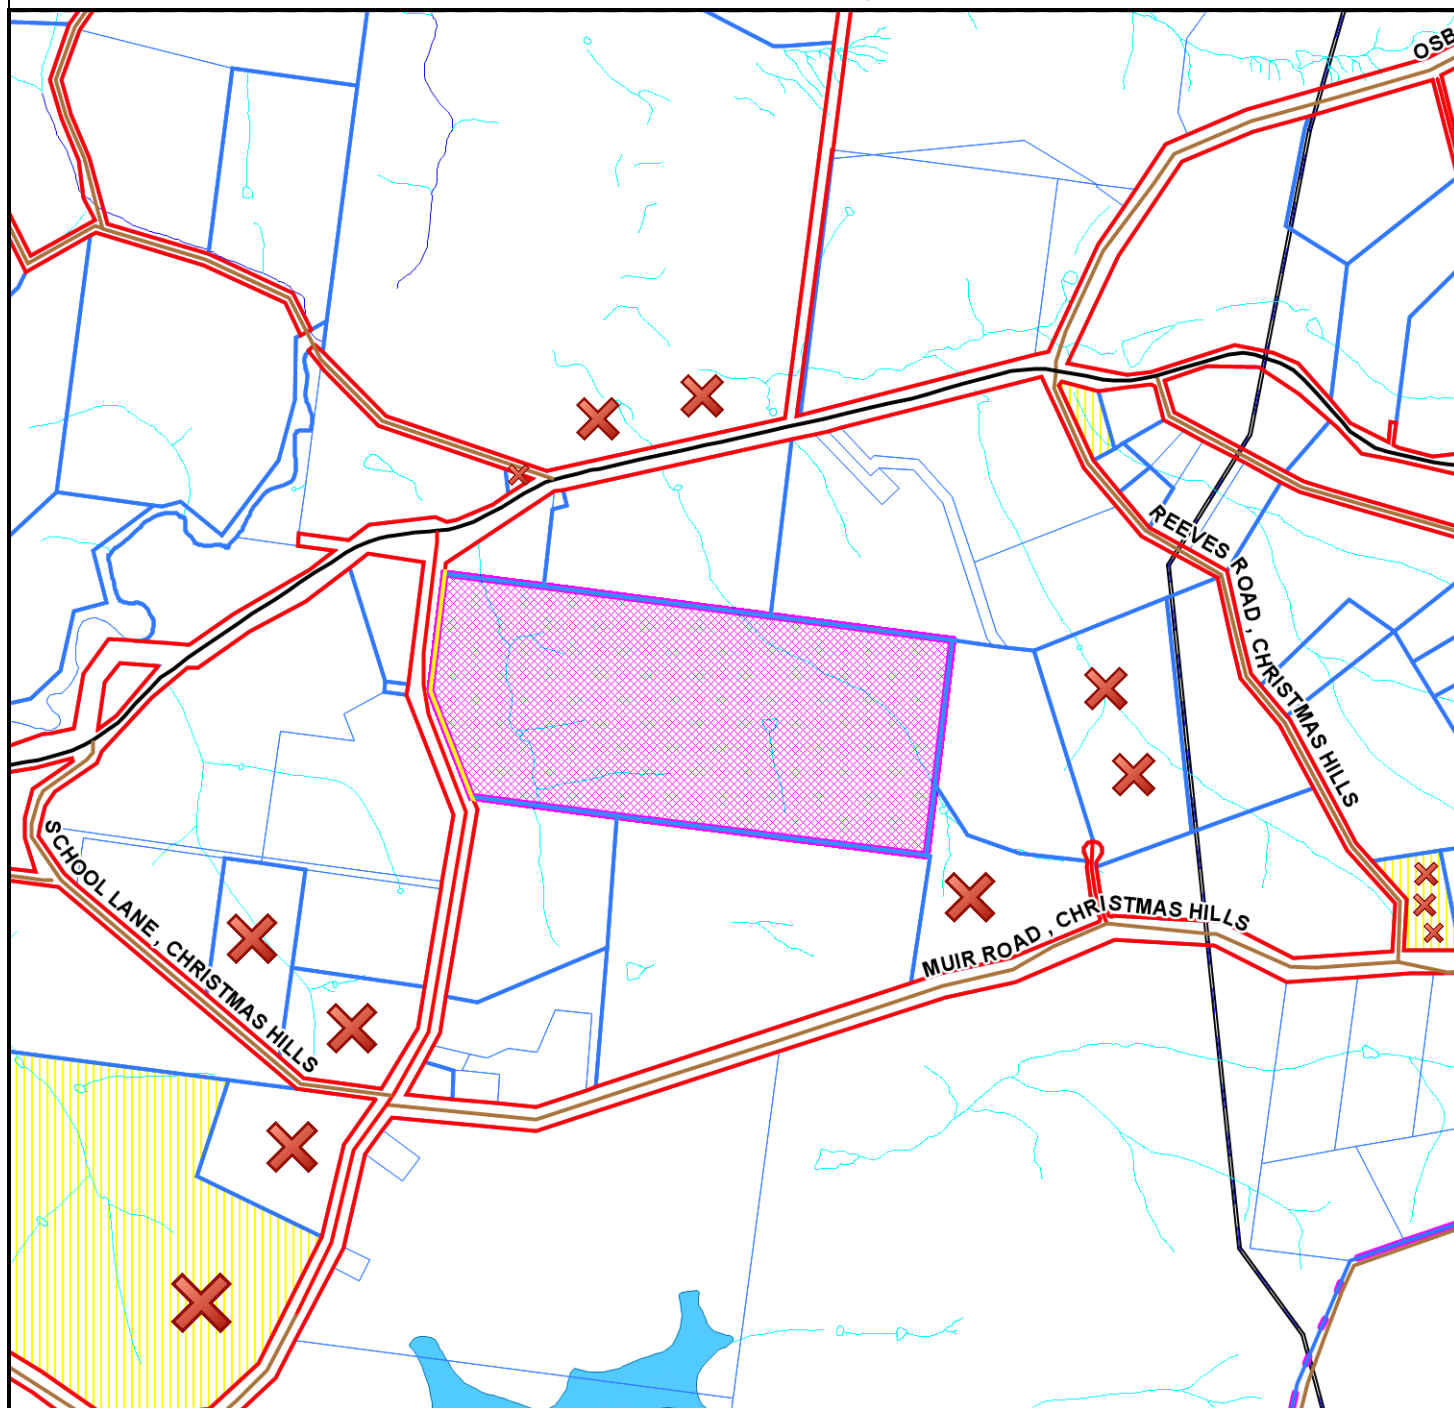 OSB
REEVES ROAD , CHRISTMAS HILLS
SCHOOL LANE , CHRISTMAS HILLS
MUIR ROAD , CHRISTMAS HILLS